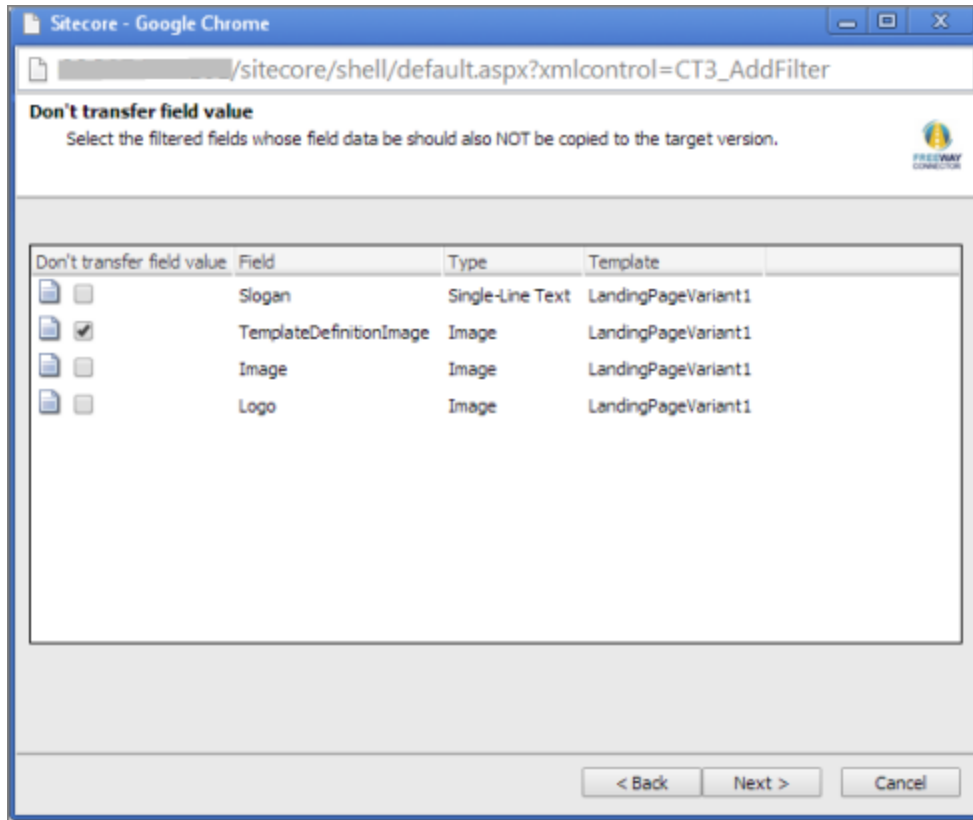 Sitecore - Google Chrome
/sitecore/shell/default.aspx?xmlcontrol=CT3_AddFilter
Don't transfer field value
Select the filtered fields whose field data be should also NOT be copied to the target version.
FREEWAY
CONNECTOR
Don't transfer field value Field Type Template
Slogan Single-Line Text LandingPageVariant1
TemplateDefinitionImage Image LandingPageVariant1
Image Image LandingPageVariant1
Logo Image LandingPageVariant1
< Back Next > Cancel